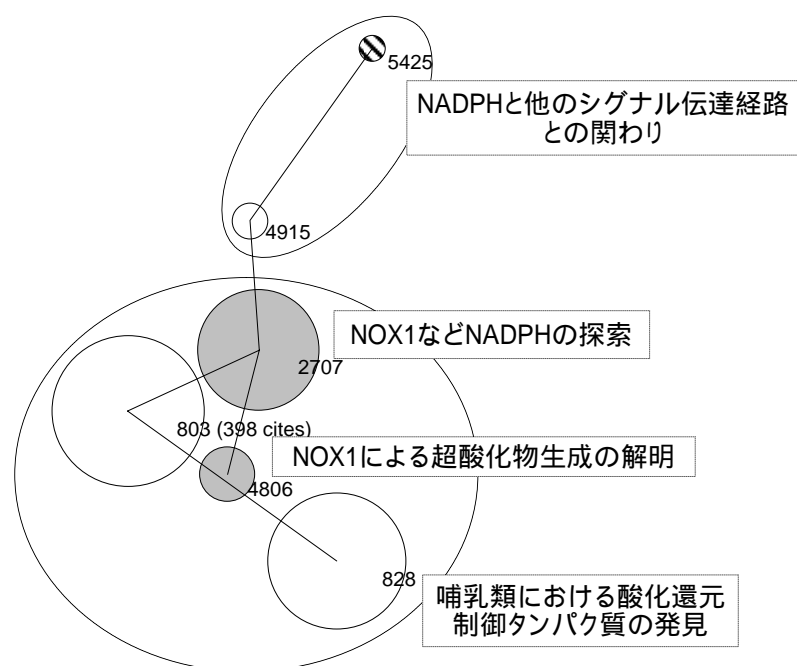 5425
NADPHと他のシグナル伝達経路
との関わり
4915
NOX1などNADPHの探索
2707
803 (398 cites)
NOX1による超酸化物生成の解明
4806
828
哺乳類における酸化還元
制御タンパク質の発見